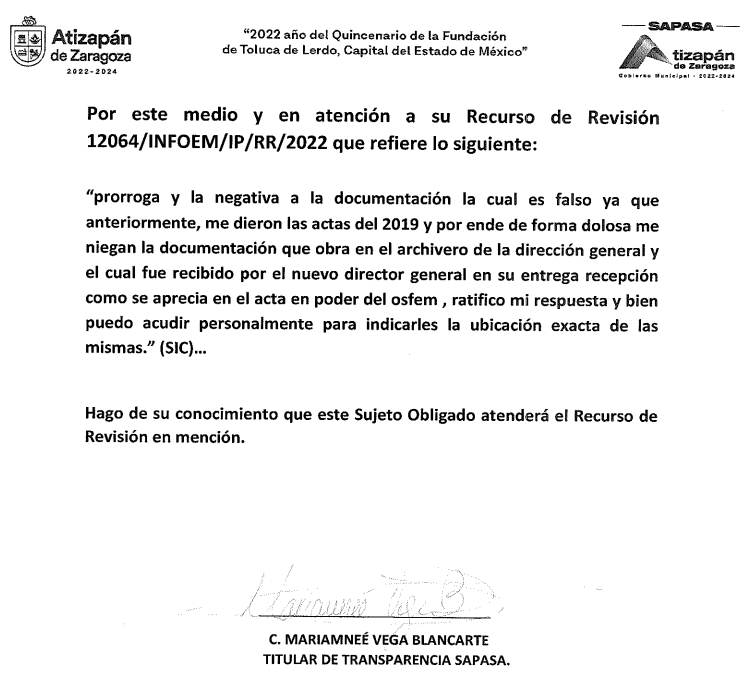 Atizapán
de Zaragoza
2022-2024
“2022 año del Quincenario de la Fundación
de Toluca de Lerdo, Capital del Estado de México”
SAPASA
Atizapán
de Zaragoza
Gobierno Municipal - 2022-2024
Por este medio y en atención a su Recurso de Revisión
12064/INFOEM/IP/RR/2022 que refiere lo siguiente:
“prorroga y la negativa a la documentación la cual es falso ya que
anteriormente, me dieron las actas del 2019 y por ende de forma dolosa me
niegan la documentación que obra en el archivero de la dirección general y
el cual fue recibido por el nuevo director general en su entrega recepción
como se aprecia en el acta en poder del osfem , ratifico mi respuesta y bien
puedo acudir personalmente para indicarles la ubicación exacta de las
mismas.” (SIC)...
Hago de su conocimiento que este Sujeto Obligado atenderá el Recurso de
Revisión en mención.
Mariamneé Vega B
C. MARIAMNEÉ VEGA BLANCARTE
TITULAR DE TRANSPARENCIA SAPASA.